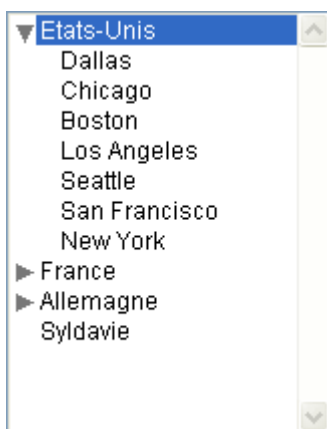 Etats-Unis
Dallas
Chicago
Boston
Los Angeles
Seattle
San Francisco
New York
France
Allemagne
Syldavie